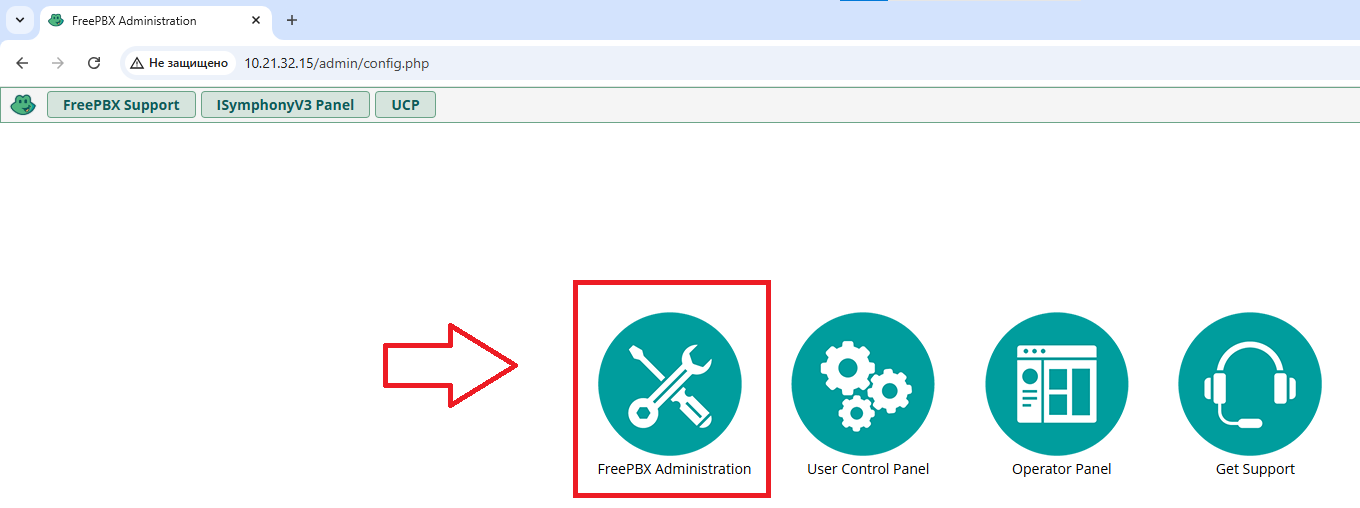 FreePBX Administration
Не защищено 10.21.32.15/admin/config.php
FreePBX Support ISymphonyV3 Panel UCP
FreePBX Administration User Control Panel Operator Panel Get Support